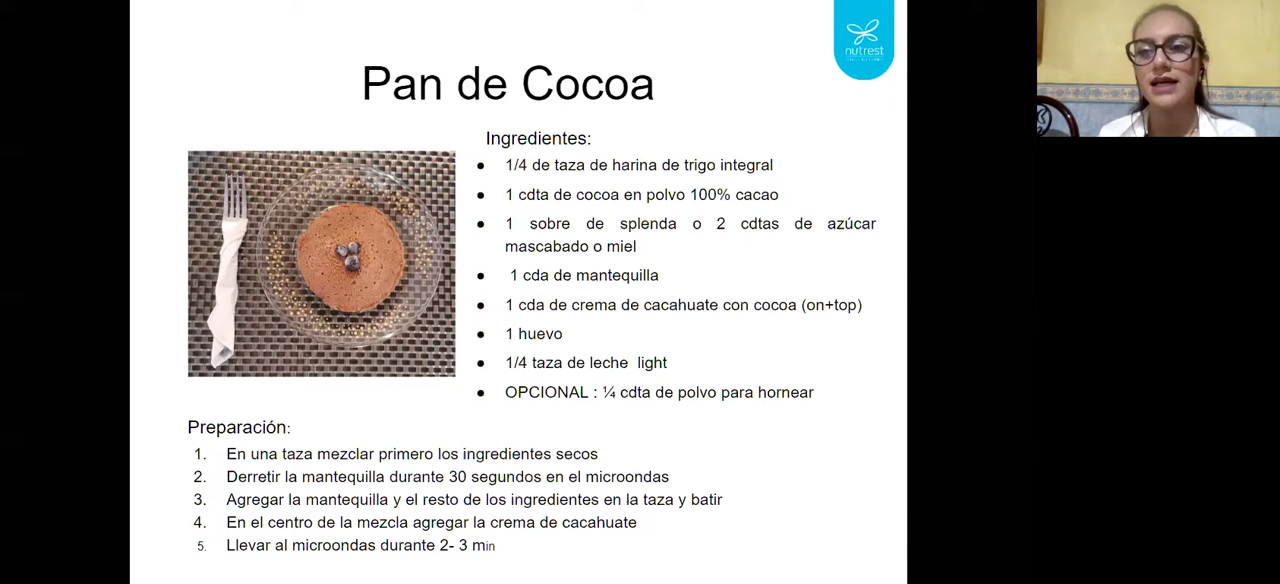 nutrest
Pan de Cocoa
Ingredientes:
1/4 de taza de harina de trigo integral
1 cdta de cocoa en polvo 100% cacao
1 sobre de splenda o 2 cdtas de azúcar
mascabado o miel
1 cda de mantequilla
1 cda de crema de cacahuate con cocoa (on+top)
1 huevo
1/4 taza de leche light
OPCIONAL : ¼ cdta de polvo para hornear
Preparación:
1. En una taza mezclar primero los ingredientes secos
2. Derretir la mantequilla durante 30 segundos en el microondas
3. Agregar la mantequilla y el resto de los ingredientes en la taza y batir
4. En el centro de la mezcla agregar la crema de cacahuate
5. Llevar al microondas durante 2- 3 min